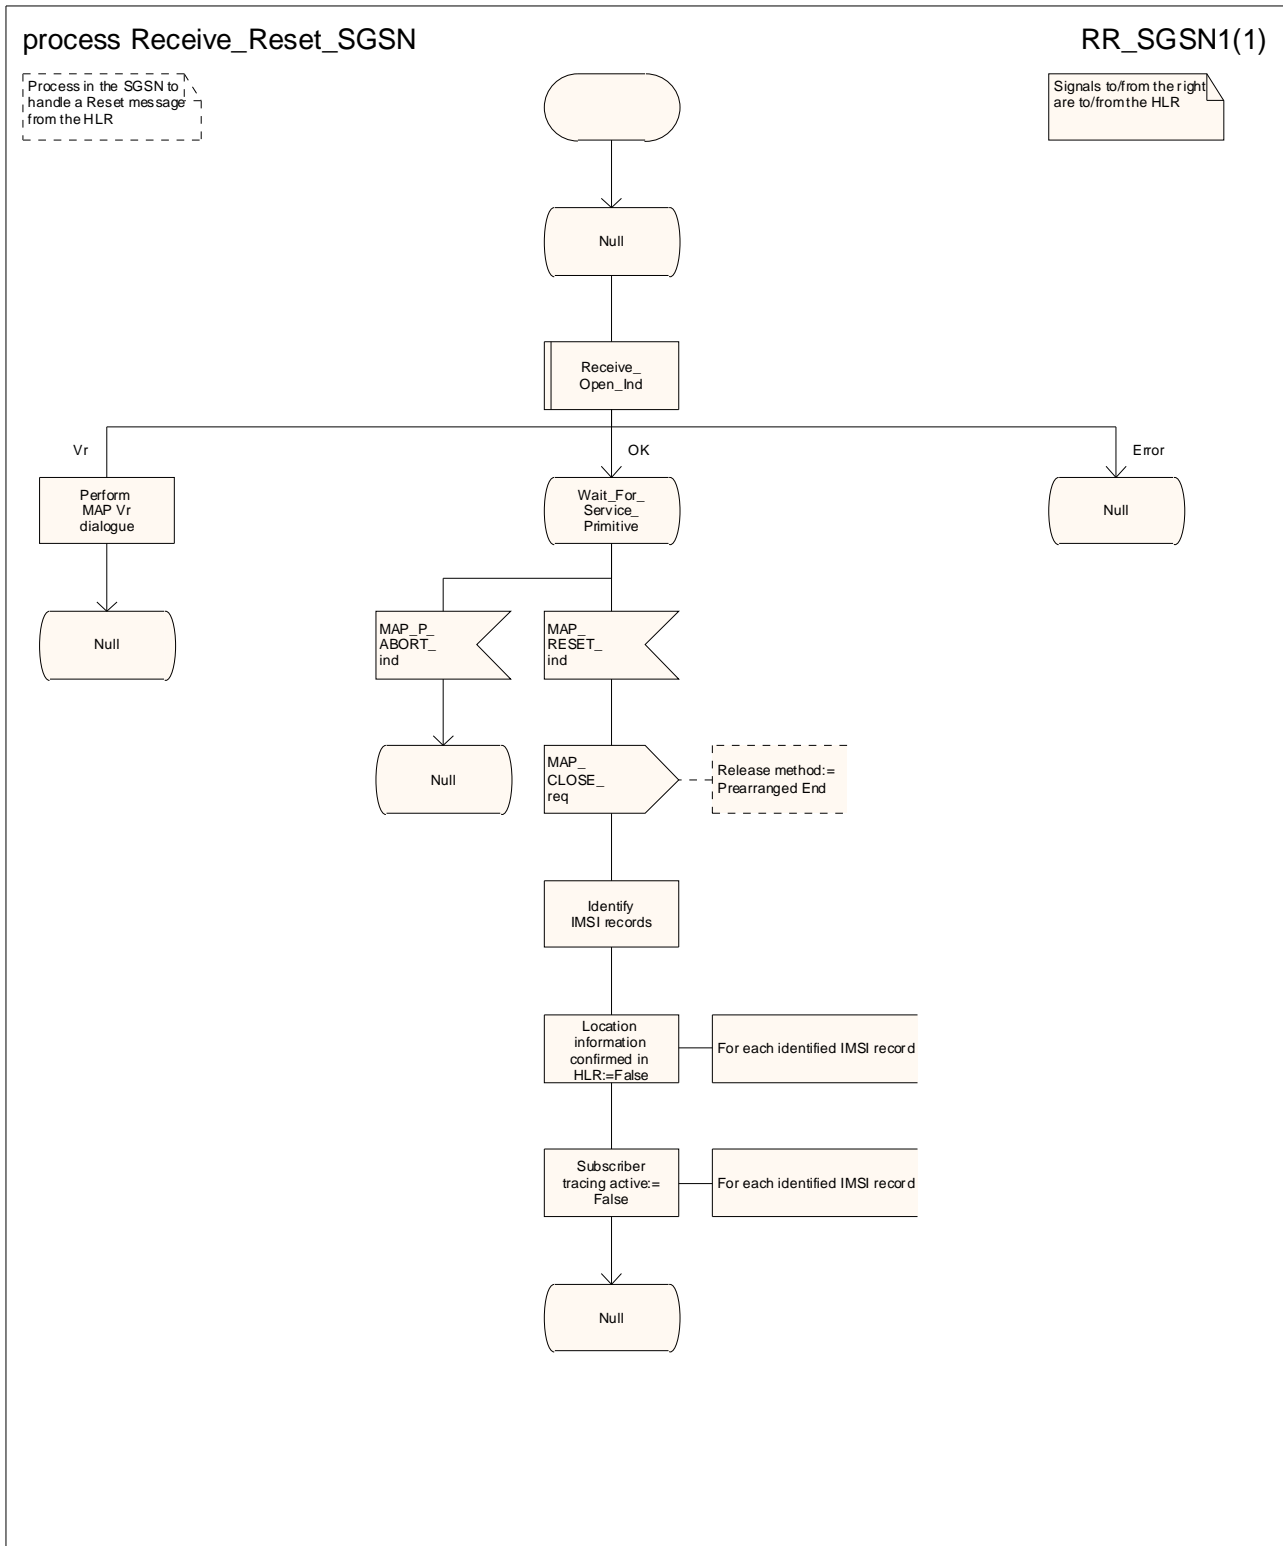 process Receive_Reset_SGSN
RR_SGSN1(1)
Process in the SGSN to
handle a Reset message
from the HLR
Signals to/from the right
are to/from the HLR
Null
Receive_
Open_Ind
Vr
OK
Error
Perform
MAP Vr
dialogue
Wait_For_
Service_
Primitive
Null
Null
MAP_P_
ABORT_
ind
MAP_
RESET_
ind
Null
MAP_
CLOSE_
req
Release method:=
Prearranged End
Identify
IMSI records
Location
information
confirmed in
HLR:=False
For each identified IMSI record
Subscriber
tracing active:=
False
For each identified IMSI record
Null